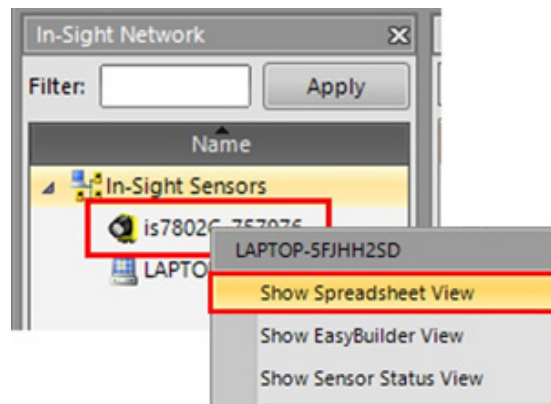 In-Sight Network
Filter:
Apply
Name
In-Sight Sensors
LAPTOP-5FJHH2SD
Show Spreadsheet View
Show EasyBuilder View
Show Sensor Status View